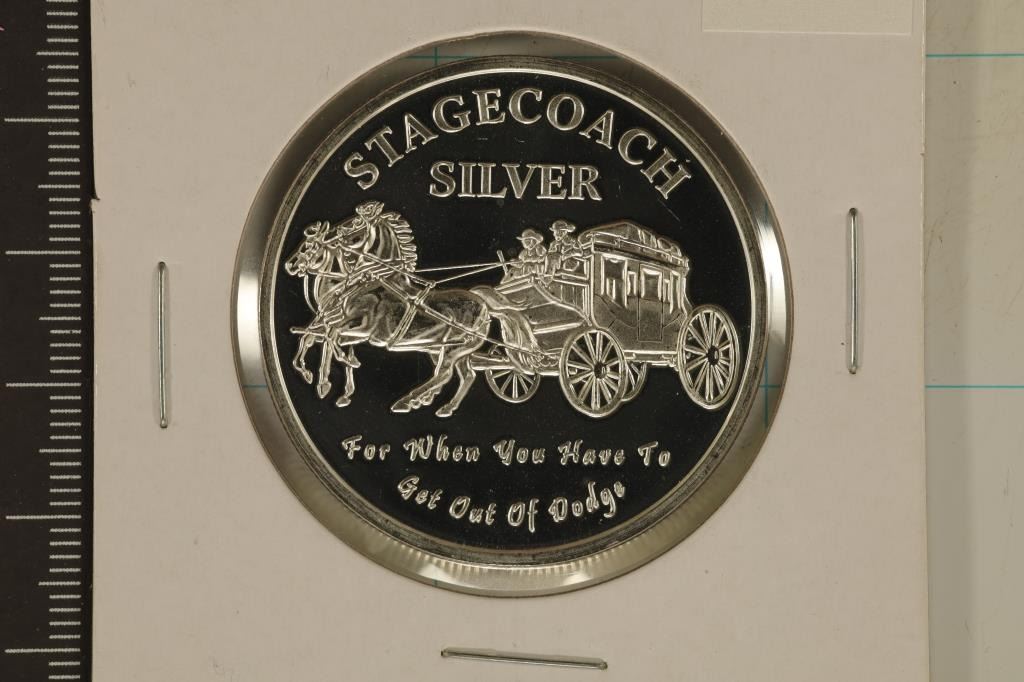 STAGECOACH
SILVER
For When You Have To
Get Out Of Dodge